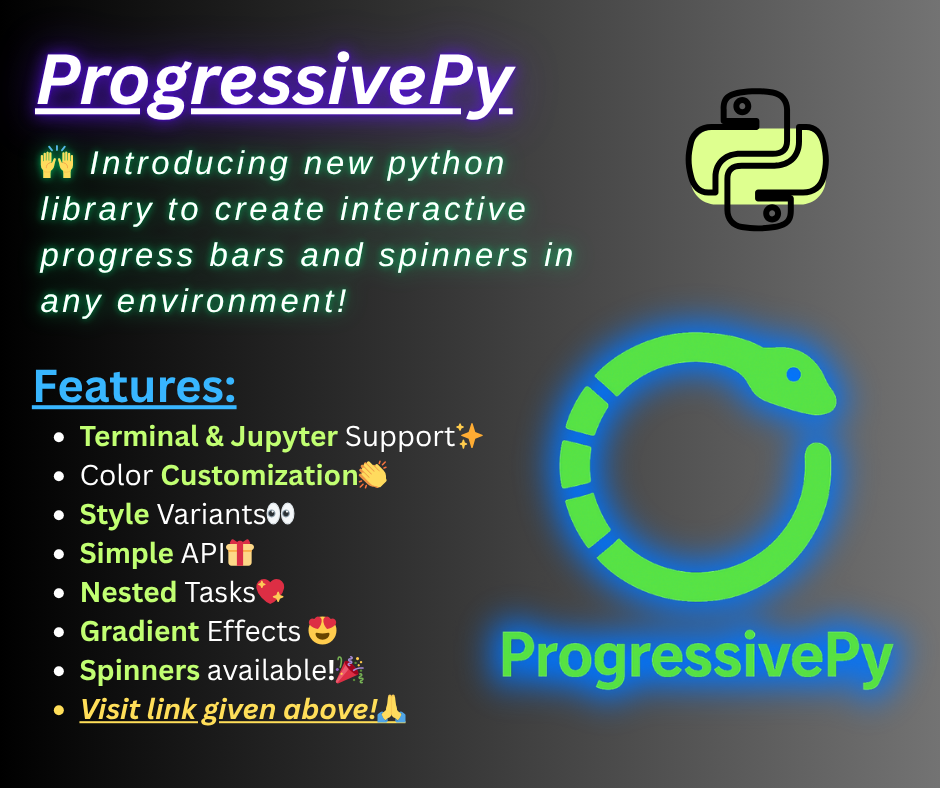 ProgressivePy
🙌 Introducing new python
library to create interactive
progress bars and spinners in
any environment!
Features:
• Terminal & Jupyter Support✨
• Color Customization👏
• Style Variants👀
• Simple API🎁
• Nested Tasks💖
• Gradient Effects 😍
• Spinners available!🎉
• Visit link given above!🙏
ProgressivePy